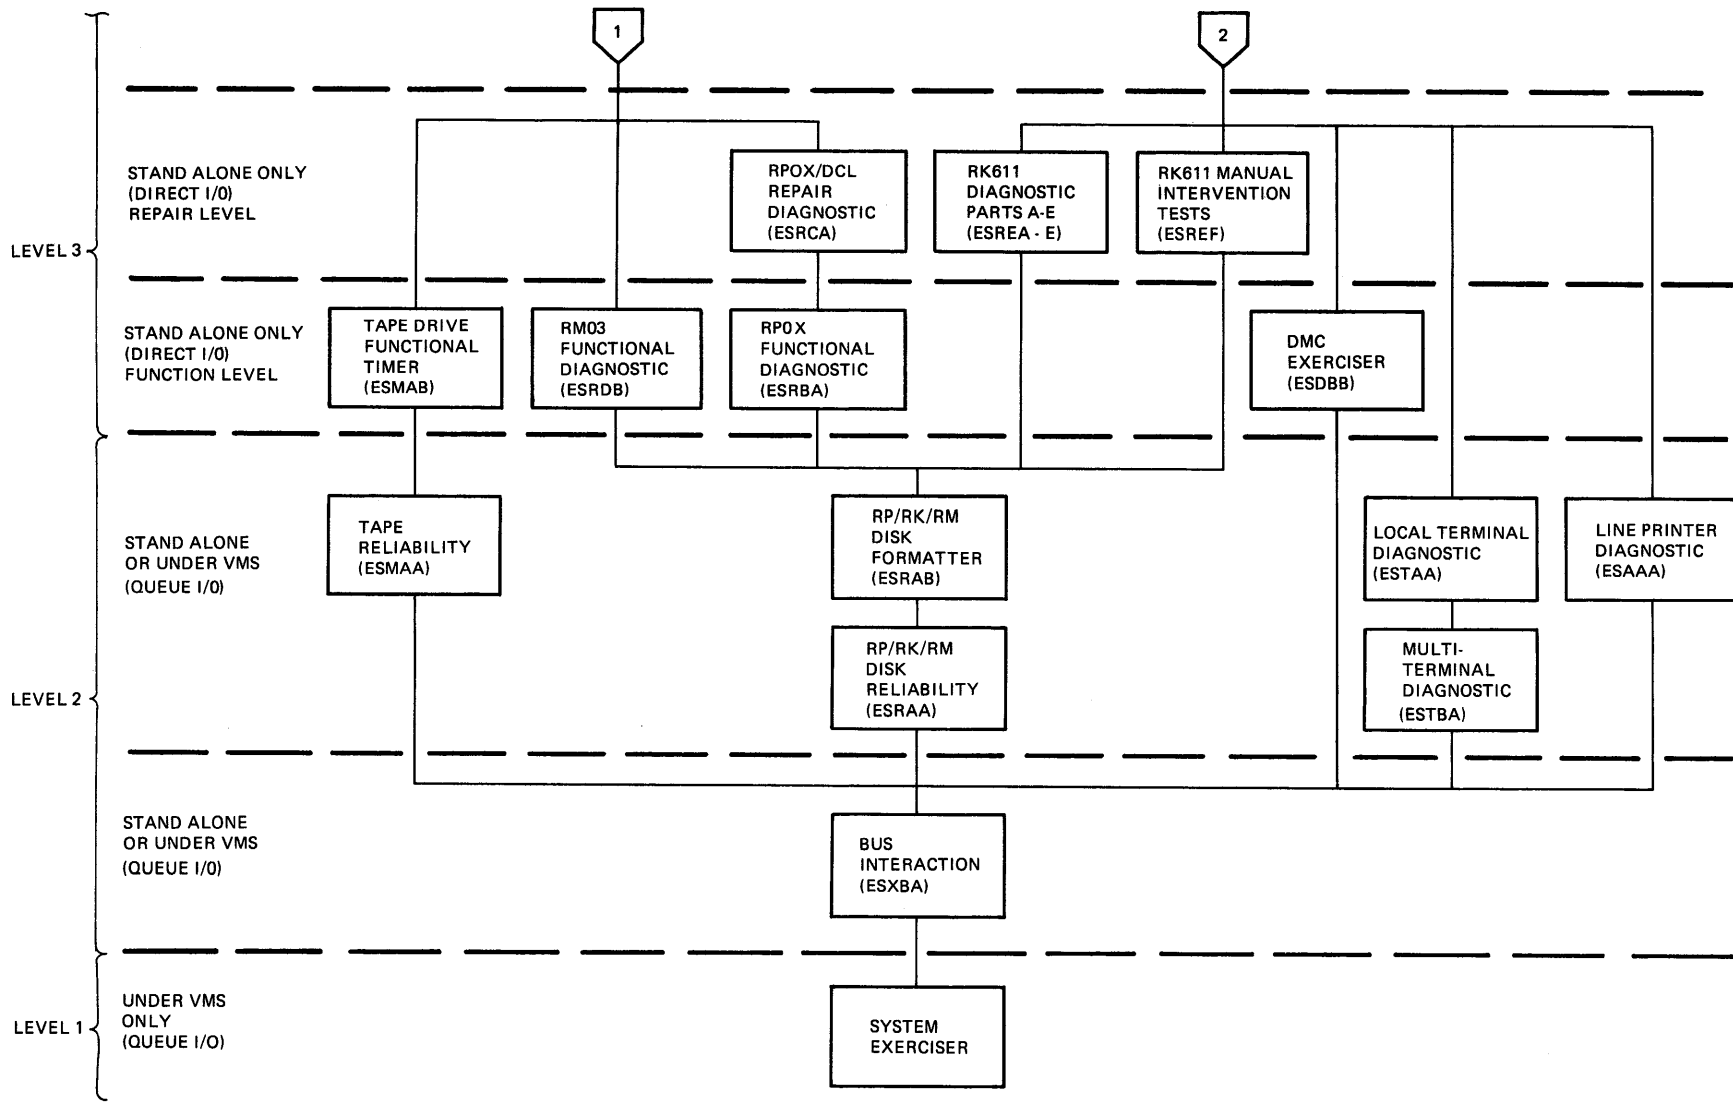 1
2
STAND ALONE ONLY
(DIRECT I/O)
REPAIR LEVEL
RPOX/DCL
REPAIR
DIAGNOSTIC
(ESRCA)
RK611
DIAGNOSTIC
PARTS A-E
(ESREA - E)
RK611 MANUAL
INTERVENTION
TESTS
(ESREF)
LEVEL 3
STAND ALONE ONLY
(DIRECT I/O)
FUNCTION LEVEL
TAPE DRIVE
FUNCTIONAL
TIMER
(ESMAB)
RM03
FUNCTIONAL
DIAGNOSTIC
(ESRDB)
RP0X
FUNCTIONAL
DIAGNOSTIC
(ESRBA)
DMC
EXERCISER
(ESDBB)
STAND ALONE
OR UNDER VMS
(QUEUE I/O)
TAPE
RELIABILITY
(ESMAA)
RP/RK/RM
DISK
FORMATTER
(ESRAB)
LOCAL TERMINAL
DIAGNOSTIC
(ESTAA)
LINE PRINTER
DIAGNOSTIC
(ESAAA)
RP/RK/RM
DISK
RELIABILITY
(ESRAA)
MULTI-
TERMINAL
DIAGNOSTIC
(ESTBA)
LEVEL 2
STAND ALONE
OR UNDER VMS
(QUEUE I/O)
BUS
INTERACTION
(ESXBA)
LEVEL 1
UNDER VMS
ONLY
(QUEUE I/O)
SYSTEM
EXERCISER